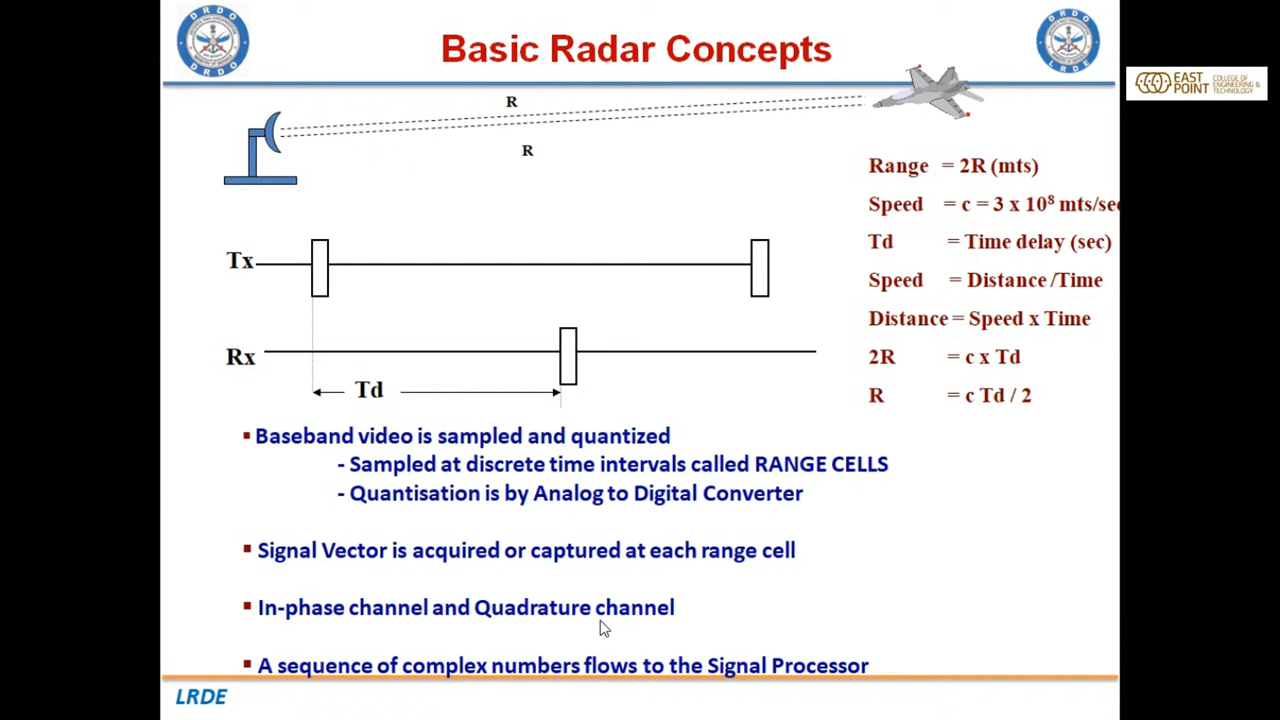 DRDO
DRDO
Basic Radar Concepts
DRDO
LRDE
EAST POINT
COLLEGE OF ENGINEERING & TECHNOLOGY
R
R
Range = 2R (mts)
Speed = c = 3 x 10⁸ mts/sec
Td = Time delay (sec)
Speed = Distance /Time
Distance = Speed x Time
2R = c x Td
R = c Td / 2
Tx
Rx
Td
▪ Baseband video is sampled and quantized
- Sampled at discrete time intervals called RANGE CELLS
- Quantisation is by Analog to Digital Converter
▪ Signal Vector is acquired or captured at each range cell
▪ In-phase channel and Quadrature channel
▪ A sequence of complex numbers flows to the Signal Processor
LRDE